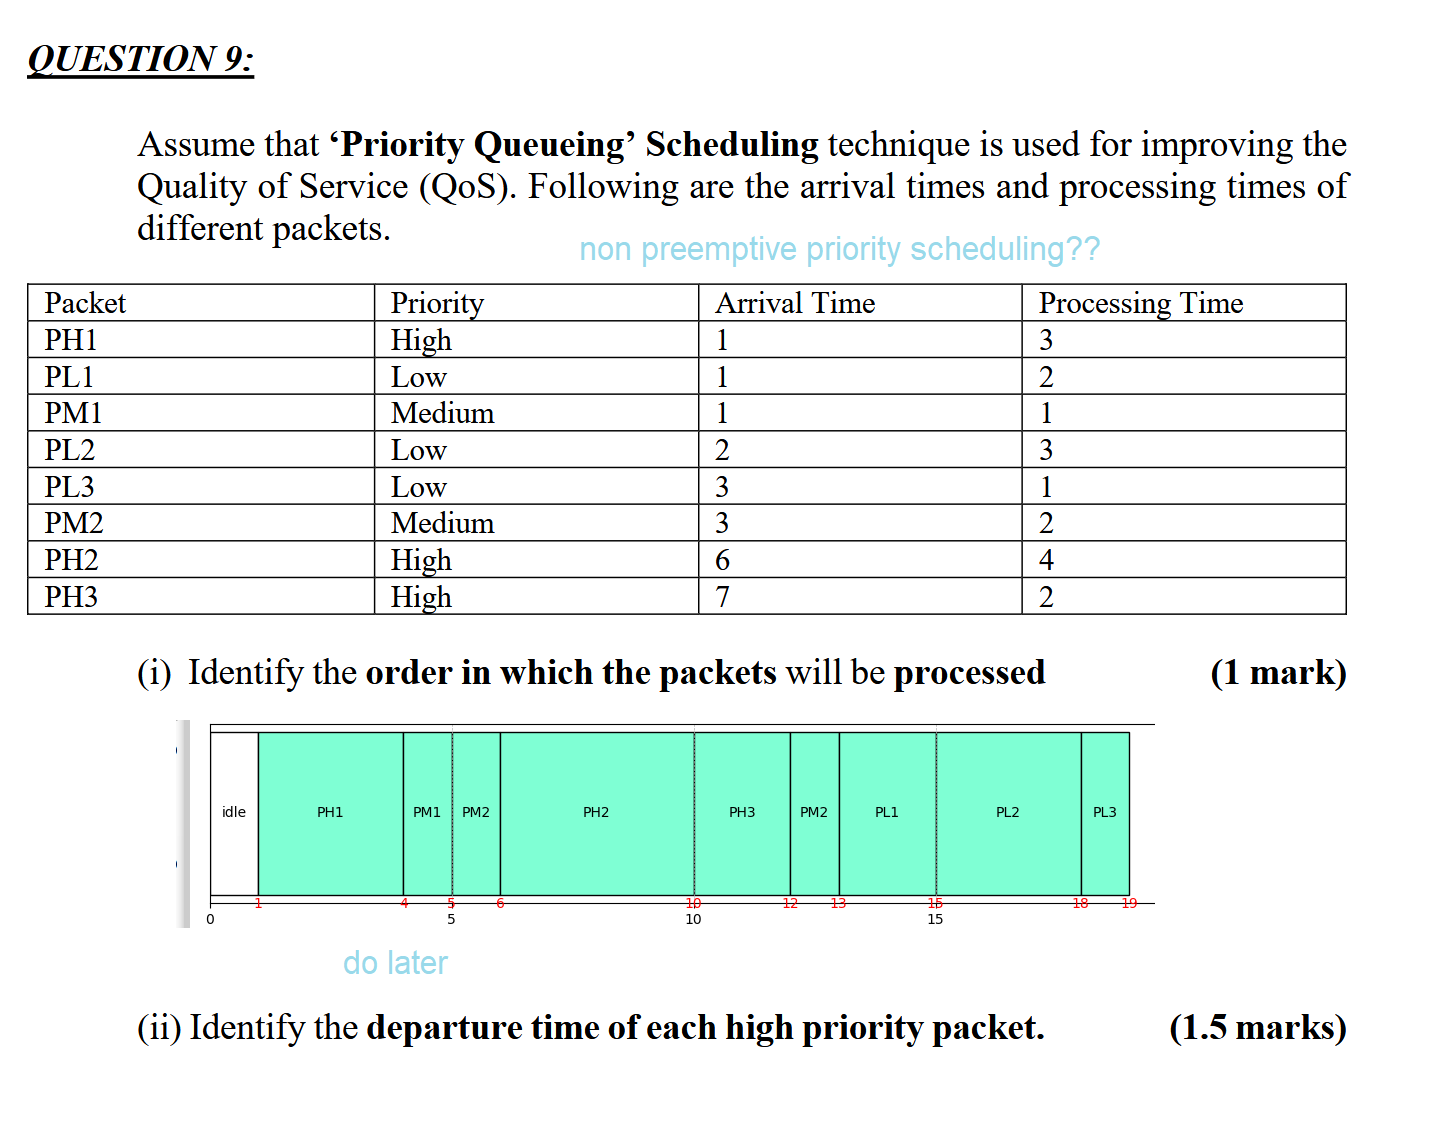 QUESTION 9:
Assume that ‘Priority Queueing’ Scheduling technique is used for improving the
Quality of Service (QoS). Following are the arrival times and processing times of
different packets.
non preemptive priority scheduling??
Packet Priority Arrival Time Processing Time
PH1 High 1 3
PL1 Low 1 2
PM1 Medium 1 1
PL2 Low 2 3
PL3 Low 3 1
PM2 Medium 3 2
PH2 High 6 4
PH3 High 7 2
(i) Identify the order in which the packets will be processed (1 mark)
idle PH1 PM1 PM2 PH2 PH3 PM2 PL1 PL2 PL3
1 4 5 6 10 12 13 15 18 19
0 5 10 15
do later
(ii) Identify the departure time of each high priority packet. (1.5 marks)